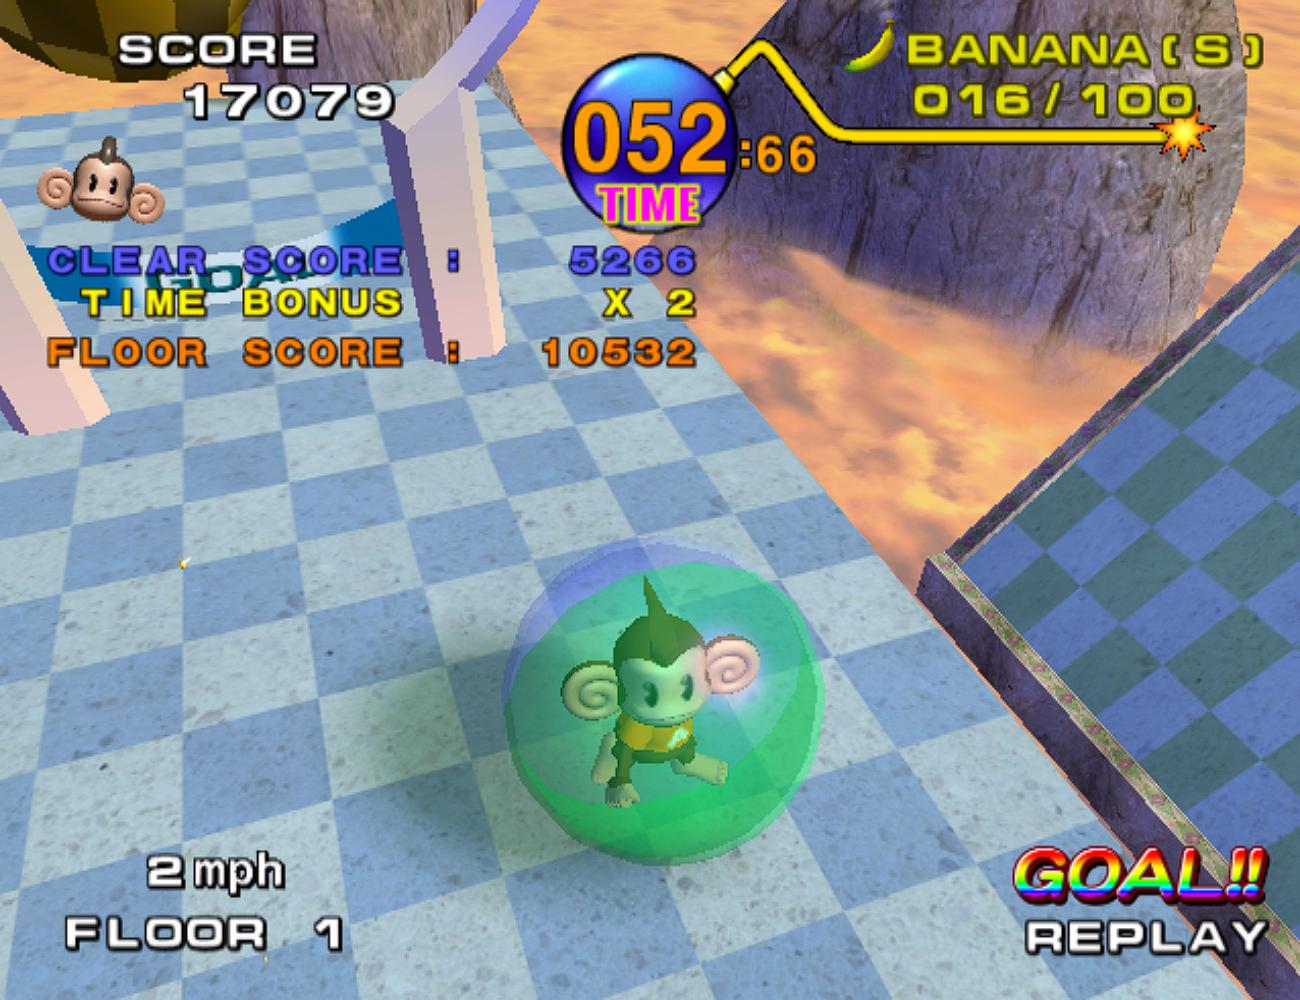 SCORE
17079
052:66
TIME
BANANA(S)
016/100
CLEAR SCORE : 5266
TIME BONUS X 2
FLOOR SCORE : 10532
GOAL
2 mph
FLOOR 1
GOAL!!
REPLAY